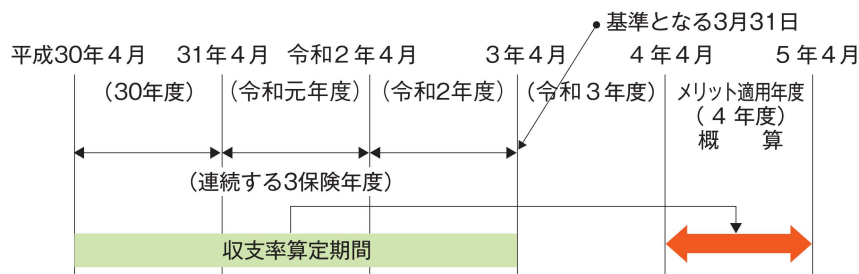 基準となる3月31日
平成30年4月 31年4月 令和2年4月 3年4月 4年4月 5年4月
(30年度) (令和元年度) (令和2年度) (令和3年度) メリット適用年度
(4年度)
概 算
(連続する3保険年度)
収支率算定期間